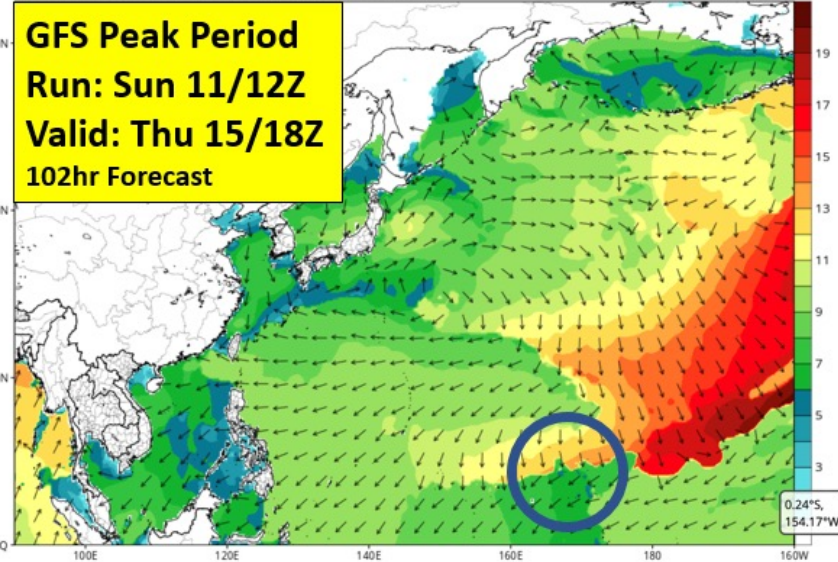 GFS Peak Period
Run: Sun 11/12Z
Valid: Thu 15/18Z
102hr Forecast
19
17
15
13
11
9
7
5
3
0.24°S,
154.17°W
100E
120E
140E
160E
180
160W